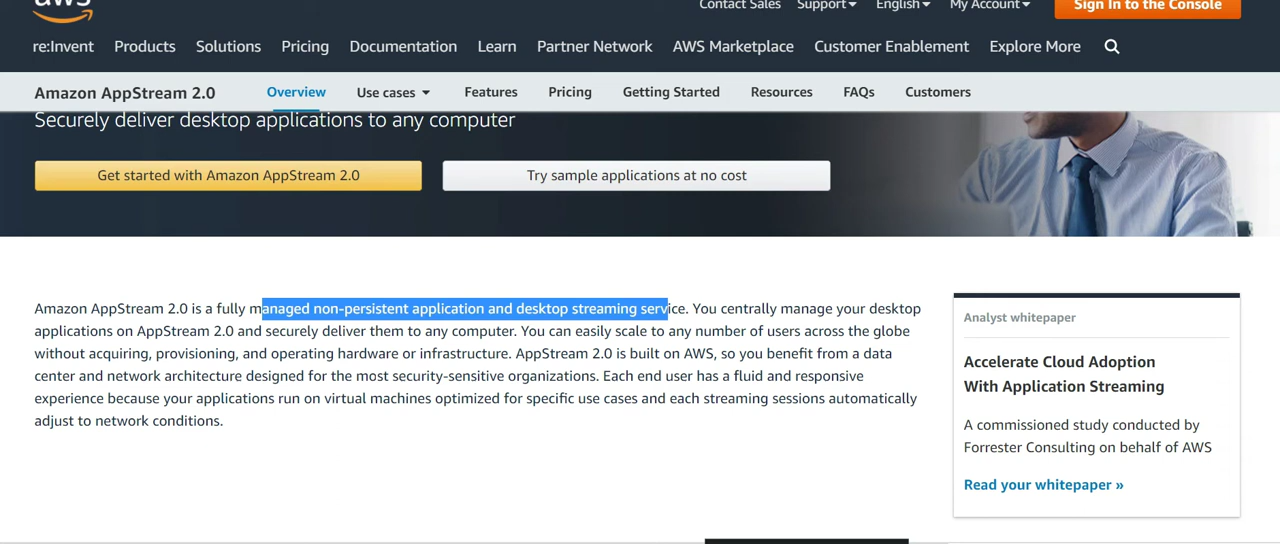 aws
Contact Sales Support English My Account Sign In to the Console
re:Invent Products Solutions Pricing Documentation Learn Partner Network AWS Marketplace Customer Enablement Explore More
Amazon AppStream 2.0 Overview Use cases Features Pricing Getting Started Resources FAQs Customers
Securely deliver desktop applications to any computer
Get started with Amazon AppStream 2.0 Try sample applications at no cost
Amazon AppStream 2.0 is a fully managed non-persistent application and desktop streaming service. You centrally manage your desktop
applications on AppStream 2.0 and securely deliver them to any computer. You can easily scale to any number of users across the globe
without acquiring, provisioning, and operating hardware or infrastructure. AppStream 2.0 is built on AWS, so you benefit from a data
center and network architecture designed for the most security-sensitive organizations. Each end user has a fluid and responsive
experience because your applications run on virtual machines optimized for specific use cases and each streaming sessions automatically
adjust to network conditions.
Analyst whitepaper
Accelerate Cloud Adoption
With Application Streaming
A commissioned study conducted by
Forrester Consulting on behalf of AWS
Read your whitepaper »